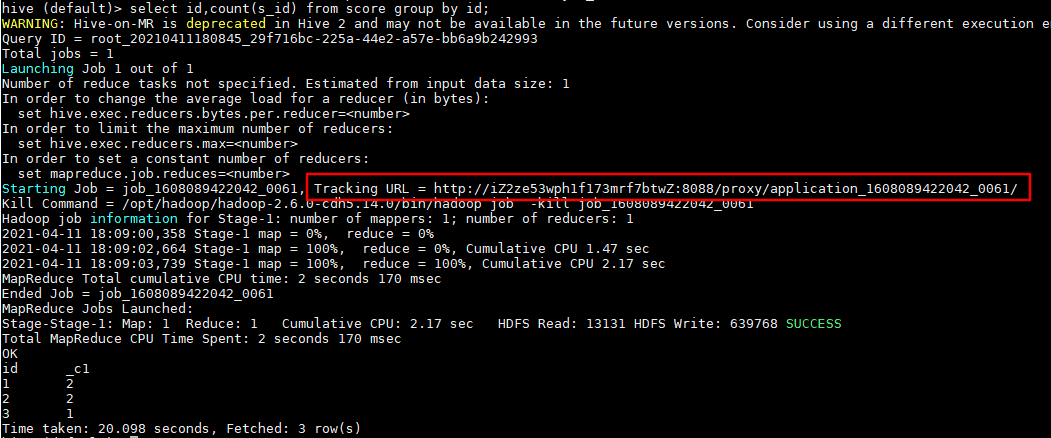 hive (default)> select id,count(s_id) from score group by id;
WARNING: Hive-on-MR is deprecated in Hive 2 and may not be available in the future versions. Consider using a different execution e
Query ID = root_20210411180845_29f716bc-225a-44e2-a57e-bb6a9b242993
Total jobs = 1
Launching Job 1 out of 1
Number of reduce tasks not specified. Estimated from input data size: 1
In order to change the average load for a reducer (in bytes):
  set hive.exec.reducers.bytes.per.reducer=<number>
In order to limit the maximum number of reducers:
  set hive.exec.reducers.max=<number>
In order to set a constant number of reducers:
  set mapreduce.job.reduces=<number>
Starting Job = job_1608089422042_0061, Tracking URL = http://iZ2ze53wph1f173mrf7btwZ:8088/proxy/application_1608089422042_0061/
Kill Command = /opt/hadoop/hadoop-2.6.0-cdh5.14.0/bin/hadoop job  -kill job_1608089422042_0061
Hadoop job information for Stage-1: number of mappers: 1; number of reducers: 1
2021-04-11 18:09:00,358 Stage-1 map = 0%,  reduce = 0%
2021-04-11 18:09:02,664 Stage-1 map = 100%,  reduce = 0%, Cumulative CPU 1.47 sec
2021-04-11 18:09:03,739 Stage-1 map = 100%,  reduce = 100%, Cumulative CPU 2.17 sec
MapReduce Total cumulative CPU time: 2 seconds 170 msec
Ended Job = job_1608089422042_0061
MapReduce Jobs Launched:
Stage-Stage-1: Map: 1  Reduce: 1   Cumulative CPU: 2.17 sec   HDFS Read: 13131 HDFS Write: 639768 SUCCESS
Total MapReduce CPU Time Spent: 2 seconds 170 msec
OK
id	_c1
1	2
2	2
3	1
Time taken: 20.098 seconds, Fetched: 3 row(s)